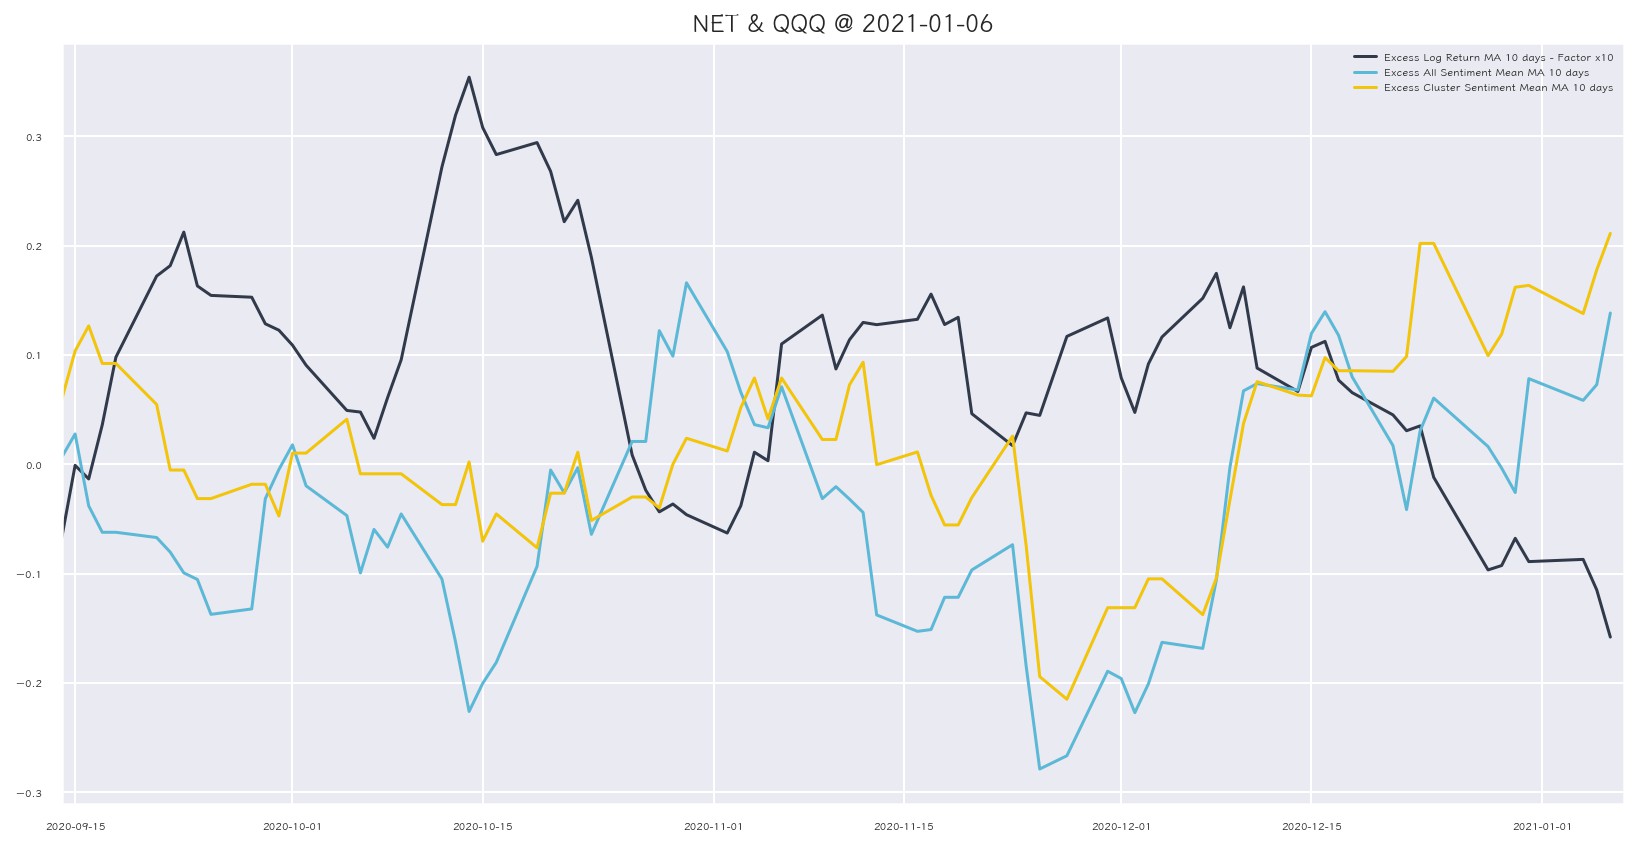 NET & QQQ @ 2021-01-06
Excess Log Return MA 10 days - Factor x10
Excess All Sentiment Mean MA 10 days
Excess Cluster Sentiment Mean MA 10 days
0.3
0.2
0.1
0.0
−0.1
−0.2
−0.3
2020-09-15 2020-10-01 2020-10-15 2020-11-01 2020-11-15 2020-12-01 2020-12-15 2021-01-01